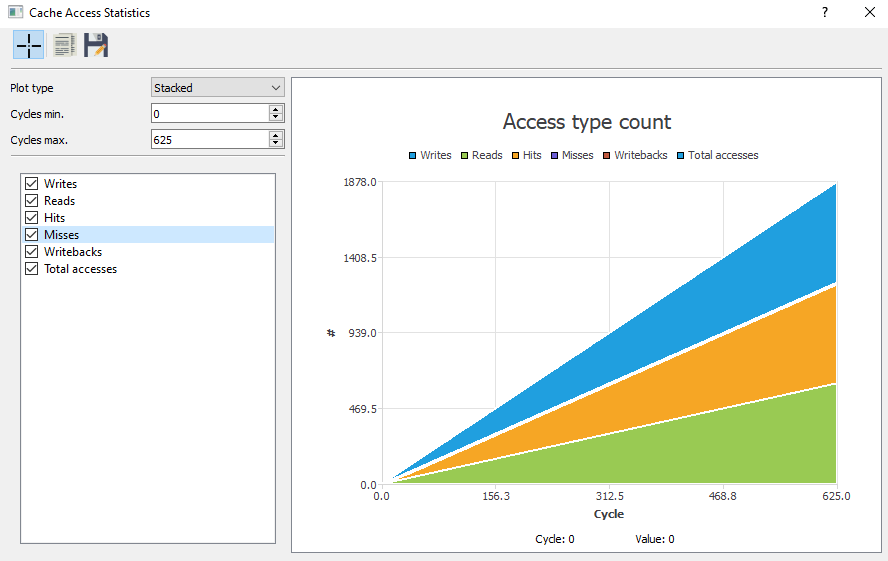 Cache Access Statistics ?
Plot type Stacked
Cycles min. 0
Cycles max. 625
Writes
Reads
Hits
Misses
Writebacks
Total accesses
Access type count
Writes Reads Hits Misses Writebacks Total accesses
1878.0
1408.5
939.0
469.5
0.0
#
0.0 156.3 312.5 468.8 625.0
Cycle
Cycle: 0 Value: 0